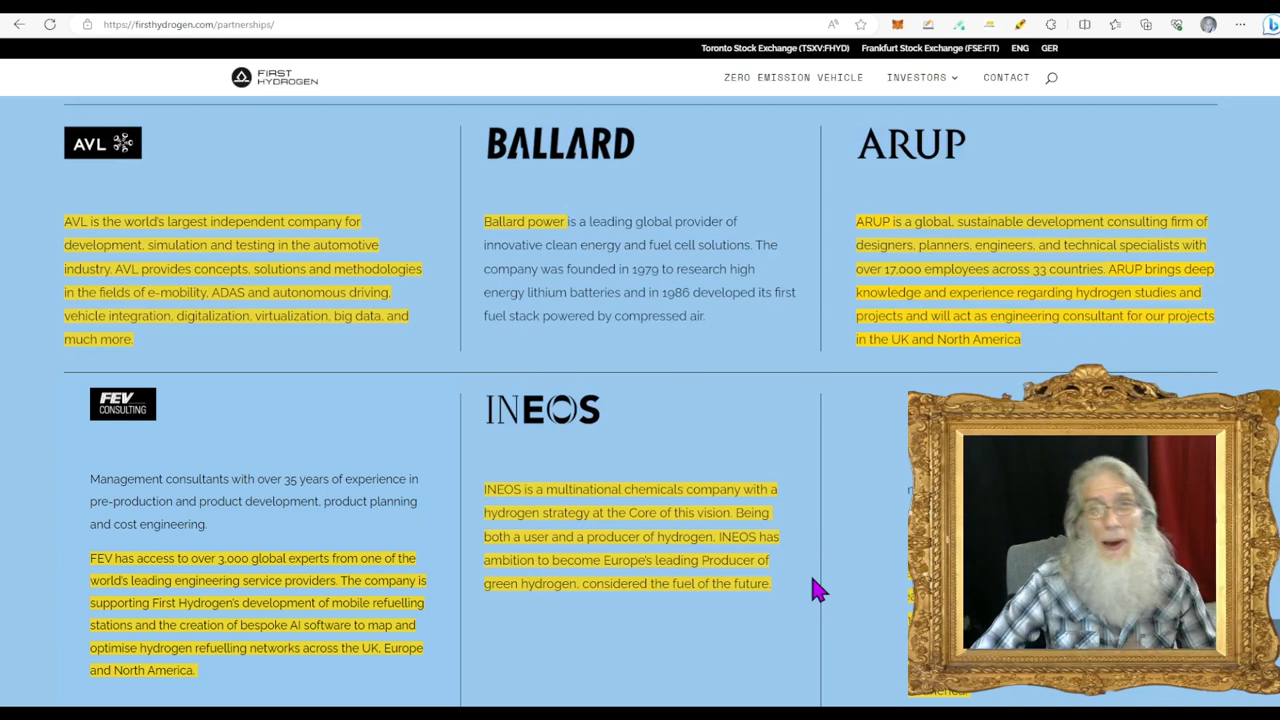 https://firsthydrogen.com/partnerships/
Toronto Stock Exchange (TSXV:FHYD) Frankfurt Stock Exchange (FSE:FIT) ENG GER
FIRST
HYDROGEN
ZERO EMISSION VEHICLE INVESTORS CONTACT
AVL
AVL is the world's largest independent company for
development, simulation and testing in the automotive
industry. AVL provides concepts, solutions and methodologies
in the fields of e-mobility, ADAS and autonomous driving,
vehicle integration, digitalization, virtualization, big data, and
much more.
BALLARD
Ballard power is a leading global provider of
innovative clean energy and fuel cell solutions. The
company was founded in 1979 to research high
energy lithium batteries and in 1986 developed its first
fuel stack powered by compressed air.
ARUP
ARUP is a global, sustainable development consulting firm of
designers, planners, engineers, and technical specialists with
over 17,000 employees across 33 countries. ARUP brings deep
knowledge and experience regarding hydrogen studies and
projects and will act as engineering consultant for our projects
in the UK and North America
FEV
CONSULTING
Management consultants with over 35 years of experience in
pre-production and product development, product planning
and cost engineering.
FEV has access to over 3,000 global experts from one of the
world's leading engineering service providers. The company is
supporting First Hydrogen's development of mobile refuelling
stations and the creation of bespoke AI software to map and
optimise hydrogen refuelling networks across the UK, Europe
and North America.
INEOS
INEOS is a multinational chemicals company with a
hydrogen strategy at the Core of this vision. Being
both a user and a producer of hydrogen, INEOS has
ambition to become Europe's leading Producer of
green hydrogen, considered the fuel of the future.